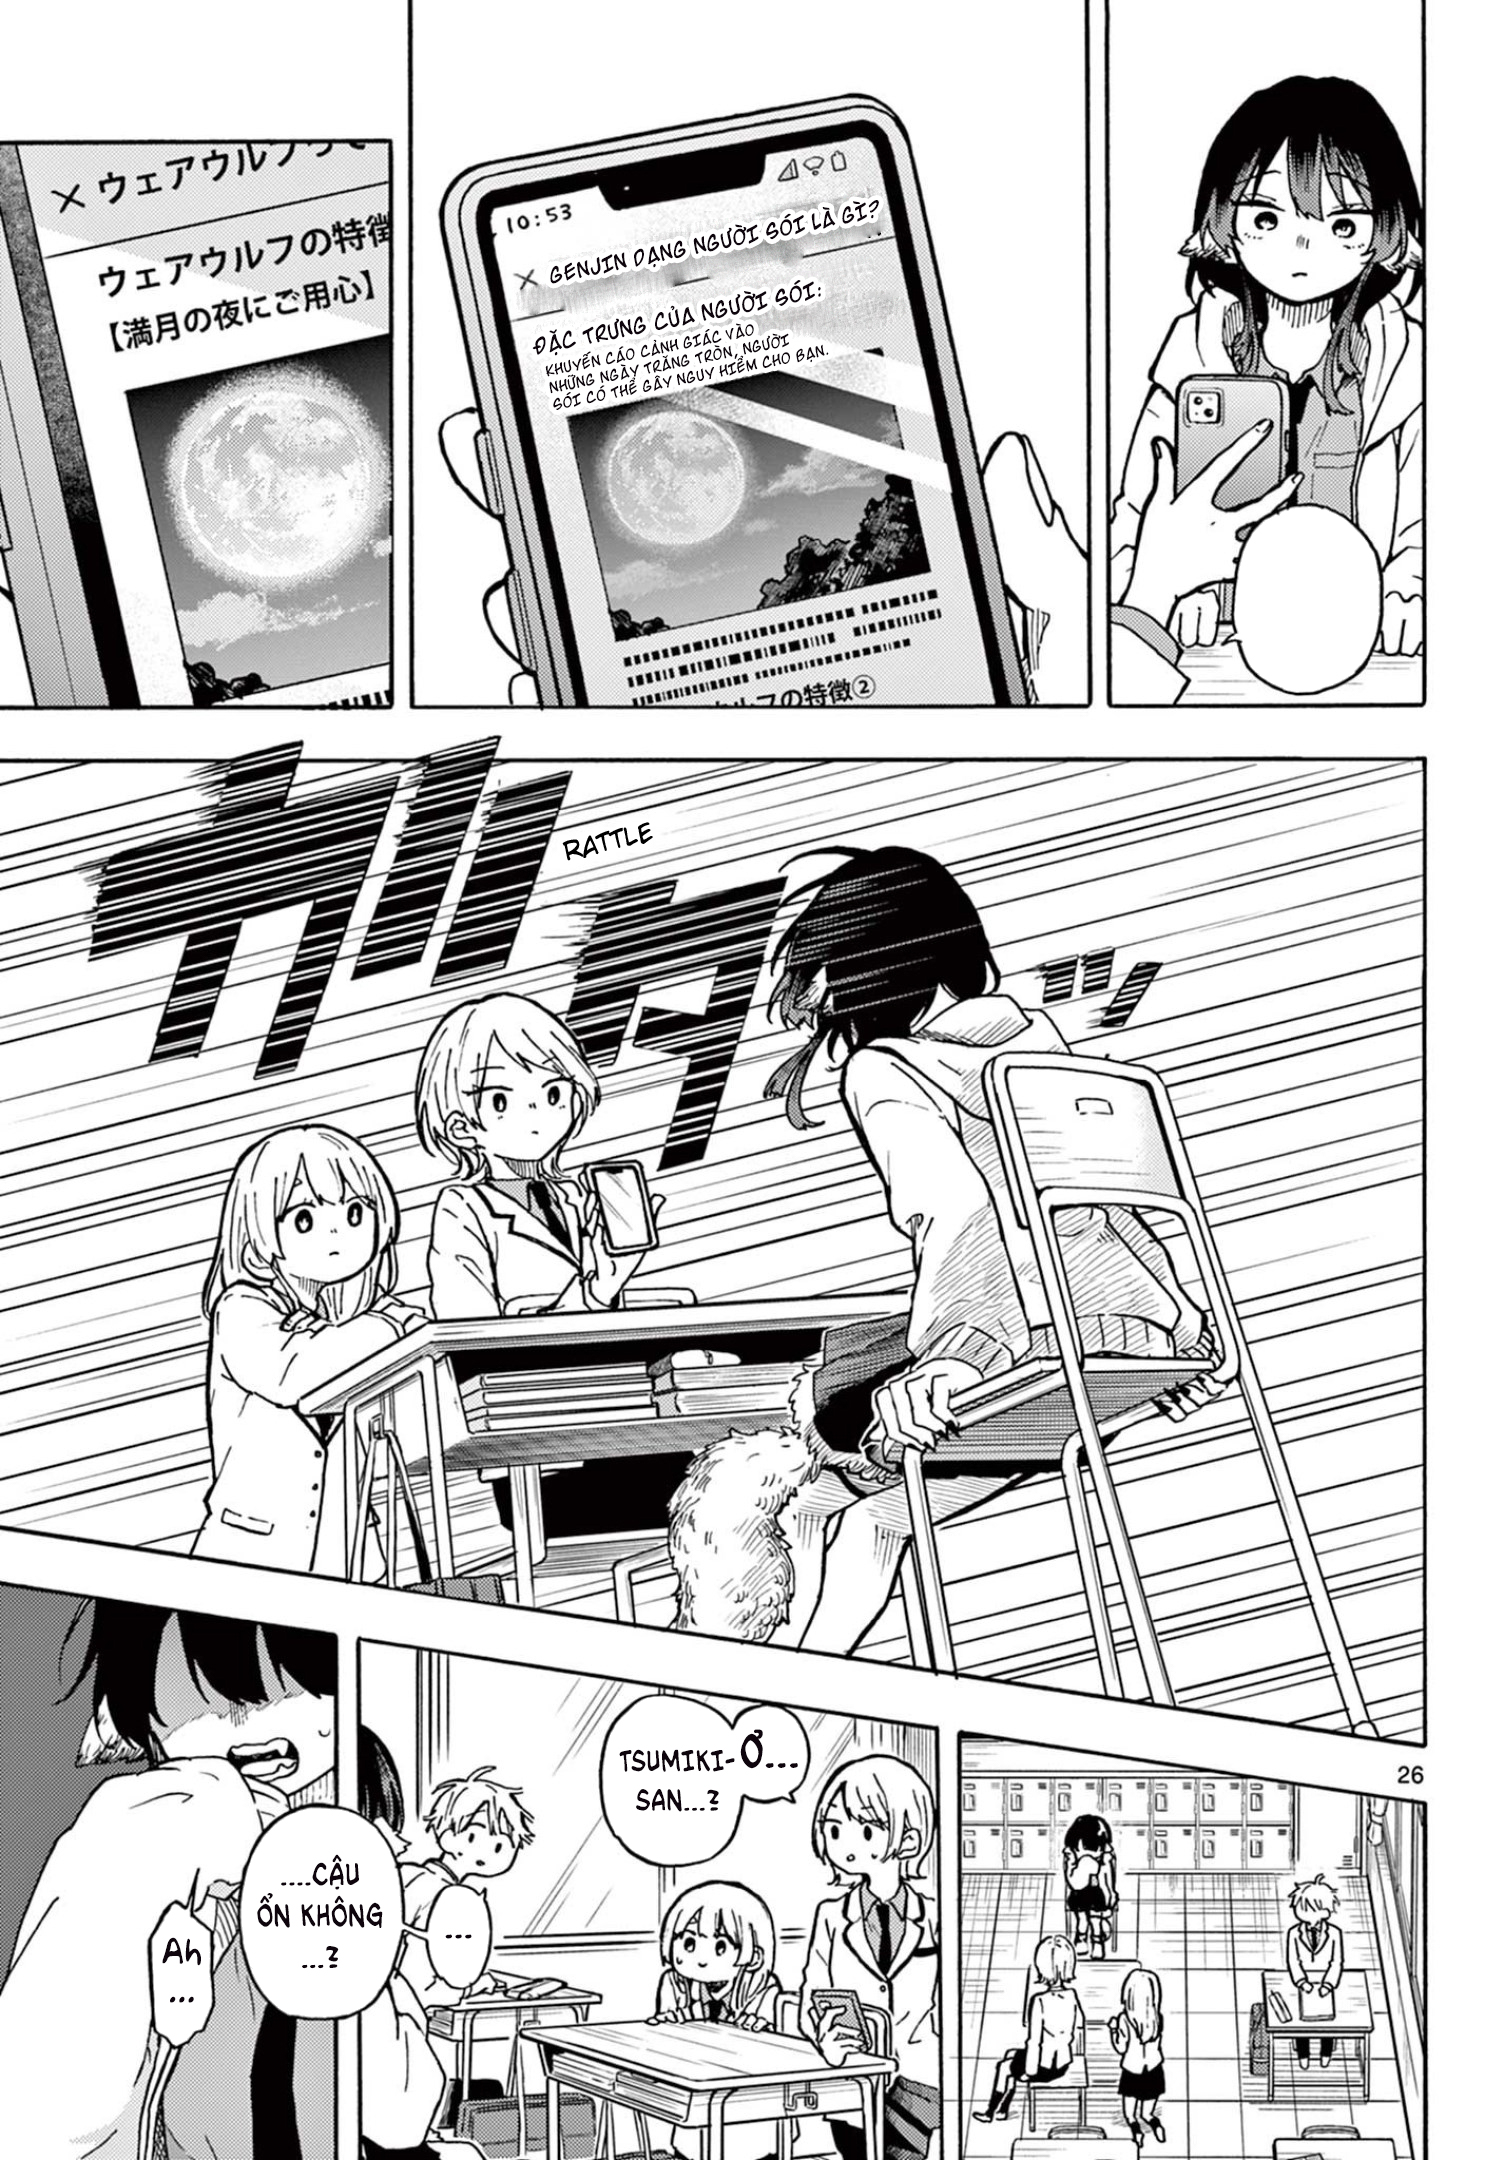 10:53
× GENJIN DẠNG NGƯỜI SÓI LÀ GÌ?
ĐẶC TRƯNG CỦA NGƯỜI SÓI:
KHUYẾN CÁO CẢNH GIÁC VÀO
NHỮNG NGÀY TRĂNG TRÒN, NGƯỜI
SÓI CÓ THỂ GÂY NGUY HIỂM CHO BẠN.
ウルフの特徴②
× ウェアウルフって
ウェアウルフの特徴
【満月の夜にご用心】
ガリ
ガタッ
RATTLE
26
Ơ....
TSUMIKI-
SAN...?
...
....CẬU
ỔN KHÔNG
...?
Ah
...